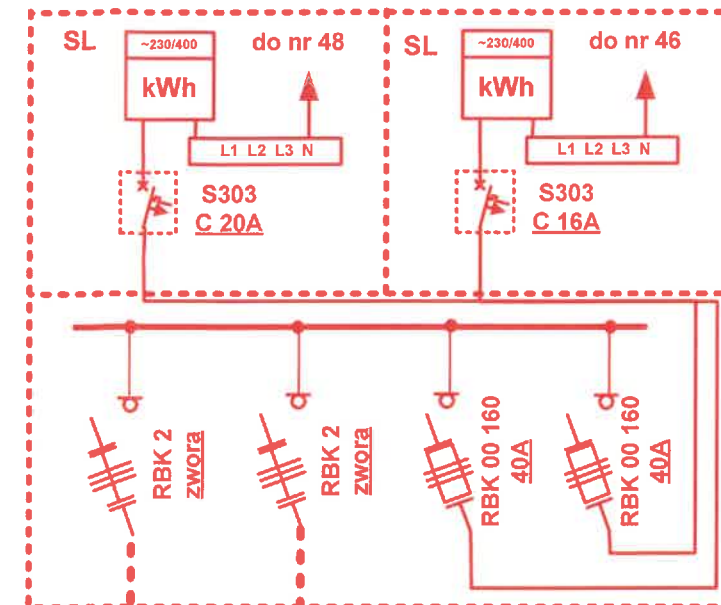 SL
~230/400
do nr 48
kWh
L1 L2 L3 N
S303
C 20A
SL
~230/400
do nr 46
kWh
L1 L2 L3 N
S303
C 16A
RBK 2
zwora
RBK 2
zwora
RBK 00 160
40A
RBK 00 160
40A